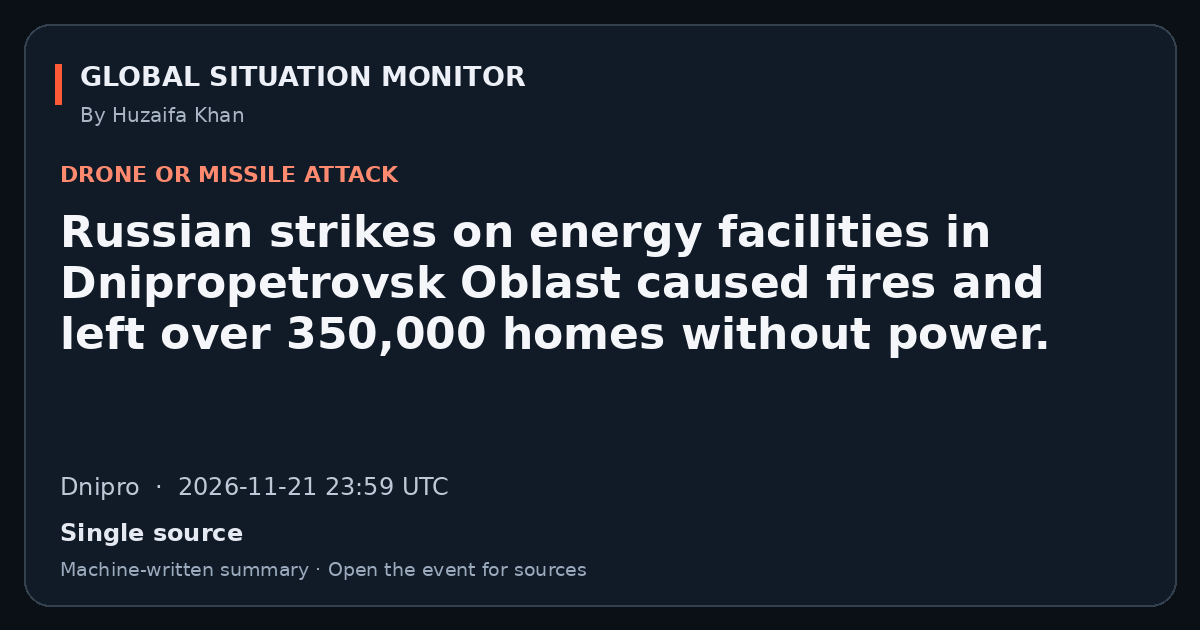 GLOBAL SITUATION MONITOR
By Huzaifa Khan
DRONE OR MISSILE ATTACK
Russian strikes on energy facilities in
Dnipropetrovsk Oblast caused fires and
left over 350,000 homes without power.
Dnipro · 2026-11-21 23:59 UTC
Single source
Machine-written summary · Open the event for sources